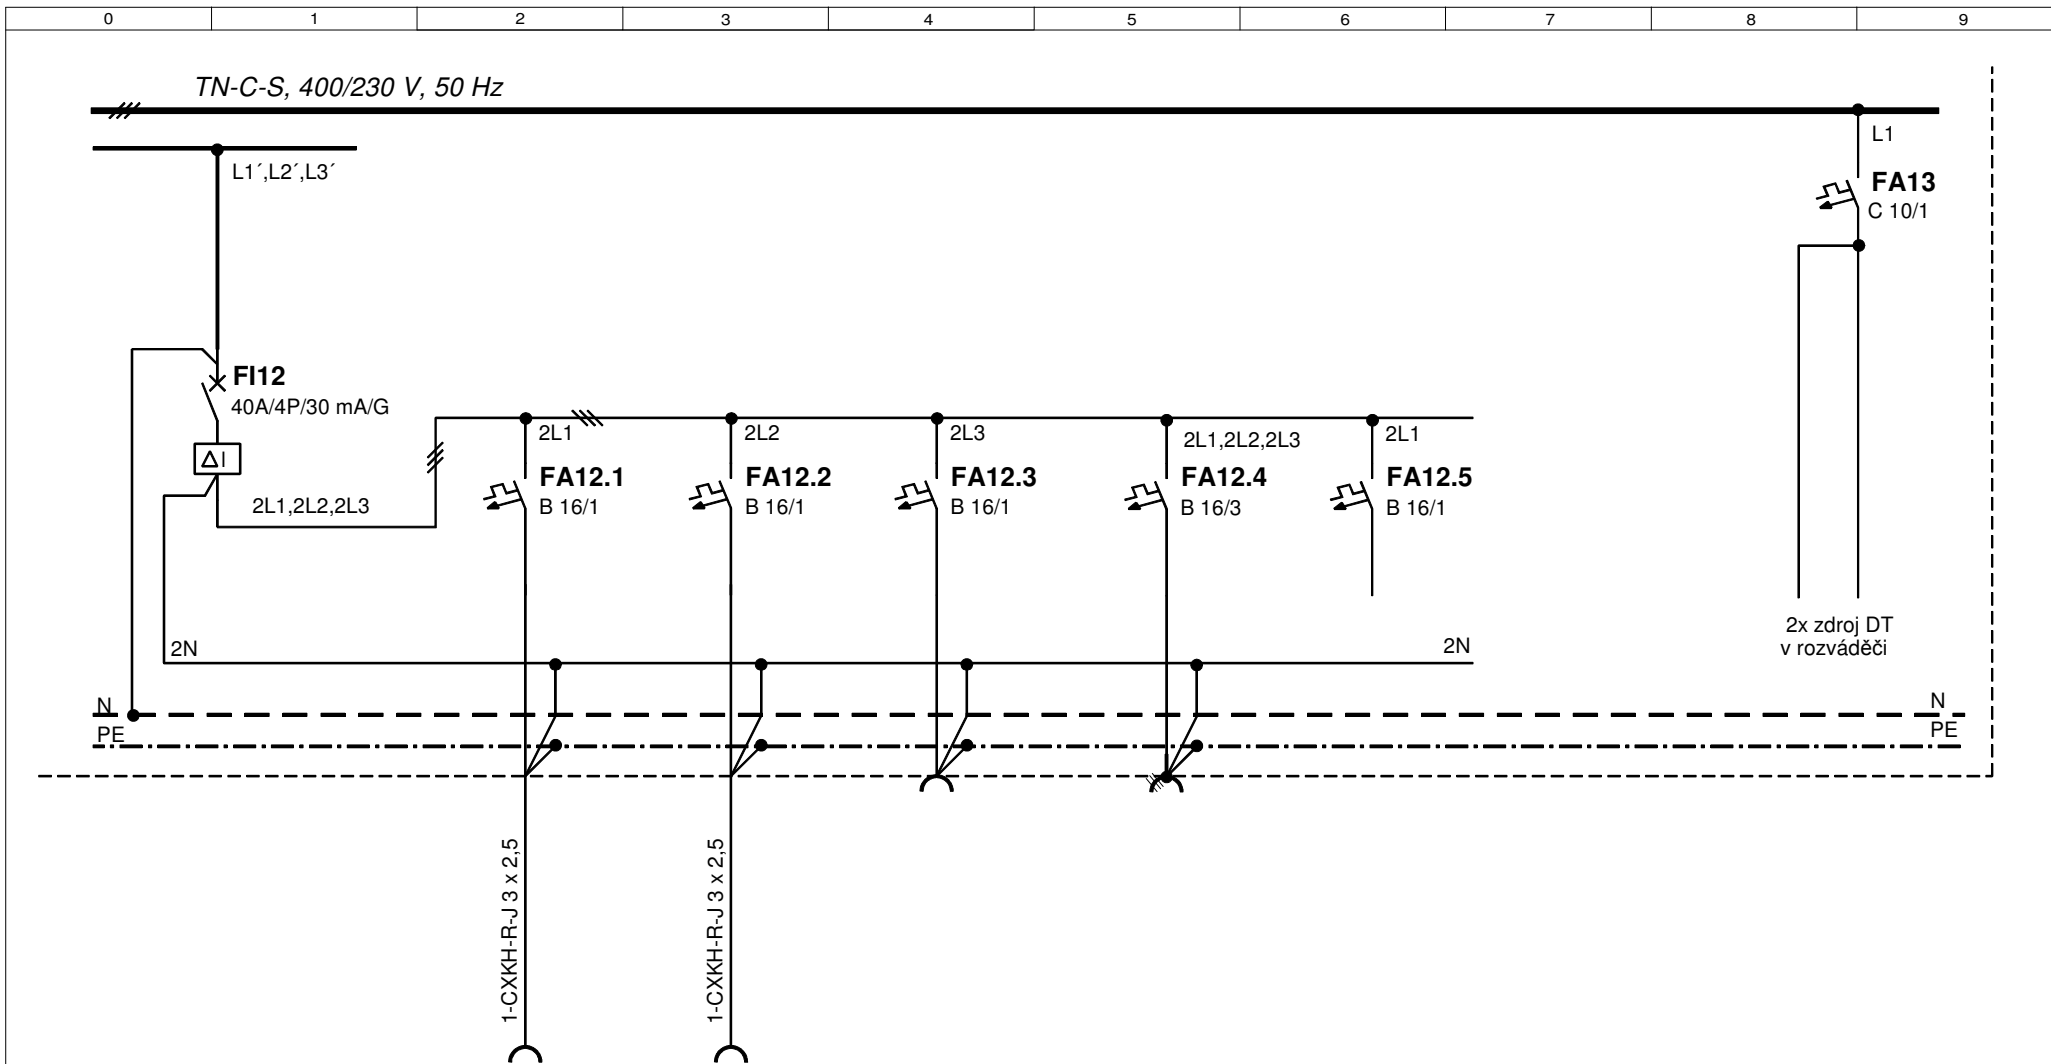 0 1 2 3 4 5 6 7 8 9
TN-C-S, 400/230 V, 50 Hz
L1
L1´,L2´,L3´
FA13
C 10/1
FI12
40A/4P/30 mA/G
ΔI
2L1,2L2,2L3
2L1
FA12.1
B 16/1
2L2
FA12.2
B 16/1
2L3
FA12.3
B 16/1
2L1,2L2,2L3
FA12.4
B 16/3
2L1
FA12.5
B 16/1
2x zdroj DT
v rozváděči
2N
2N
N
N
PE
PE
1-CXKH-R-J 3 x 2,5
1-CXKH-R-J 3 x 2,5